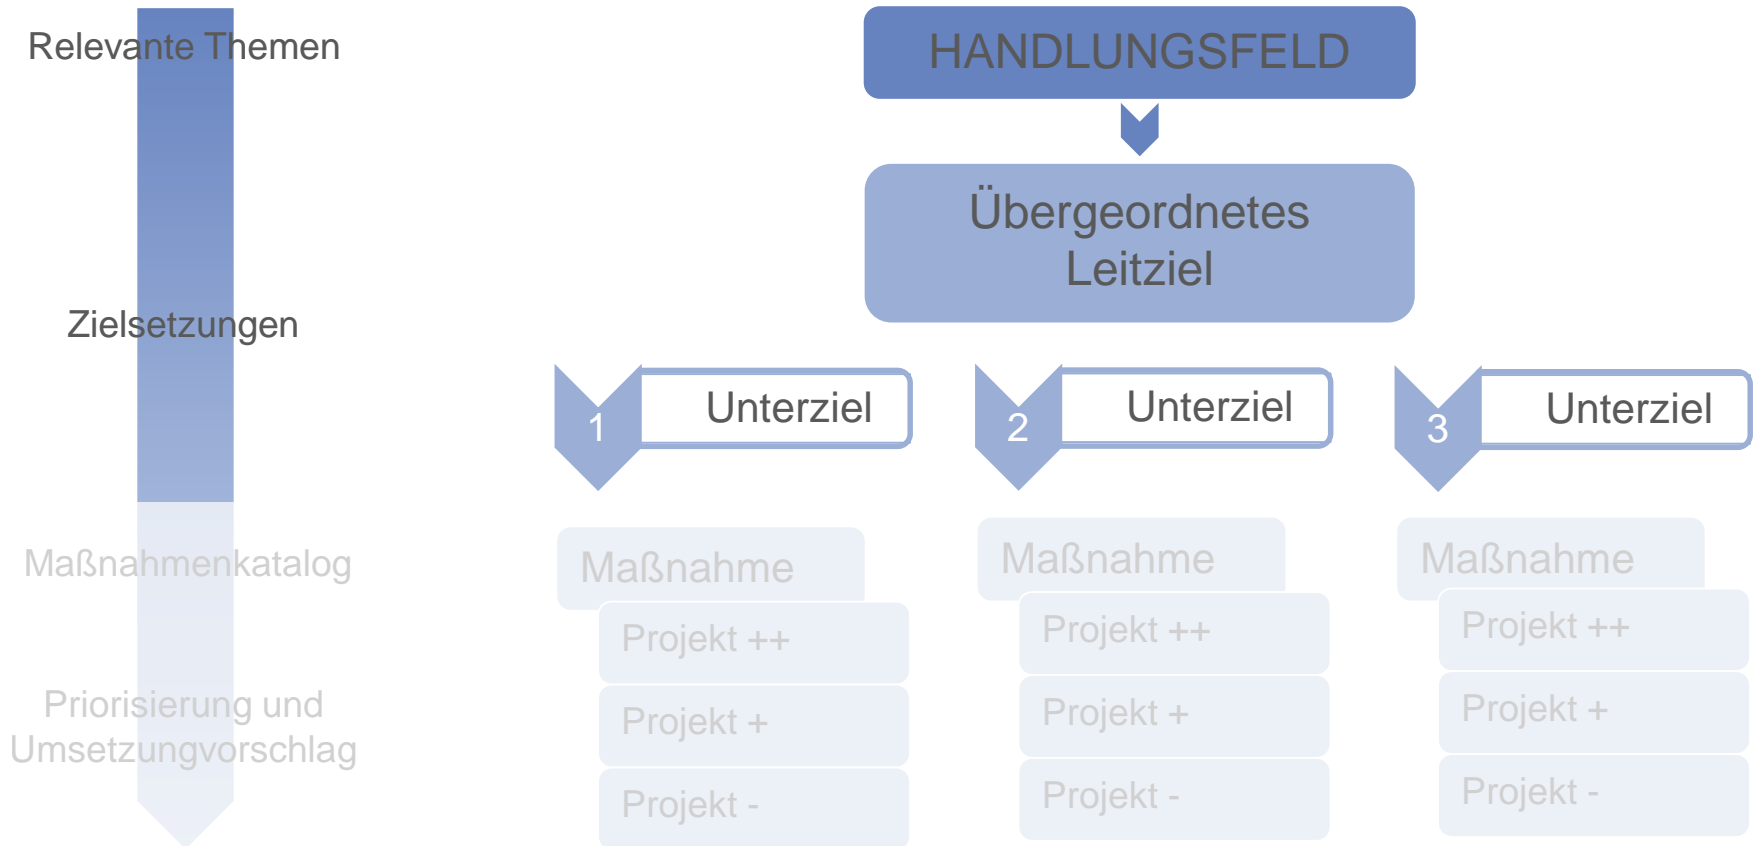 Relevante Themen
HANDLUNGSFELD
Übergeordnetes
Leitziel
Zielsetzungen
1
Unterziel
2
Unterziel
3
Unterziel
Maßnahmenkatalog
Maßnahme
Maßnahme
Maßnahme
Projekt ++
Projekt ++
Projekt ++
Priorisierung und
Umsetzungvorschlag
Projekt +
Projekt +
Projekt +
Projekt -
Projekt -
Projekt -